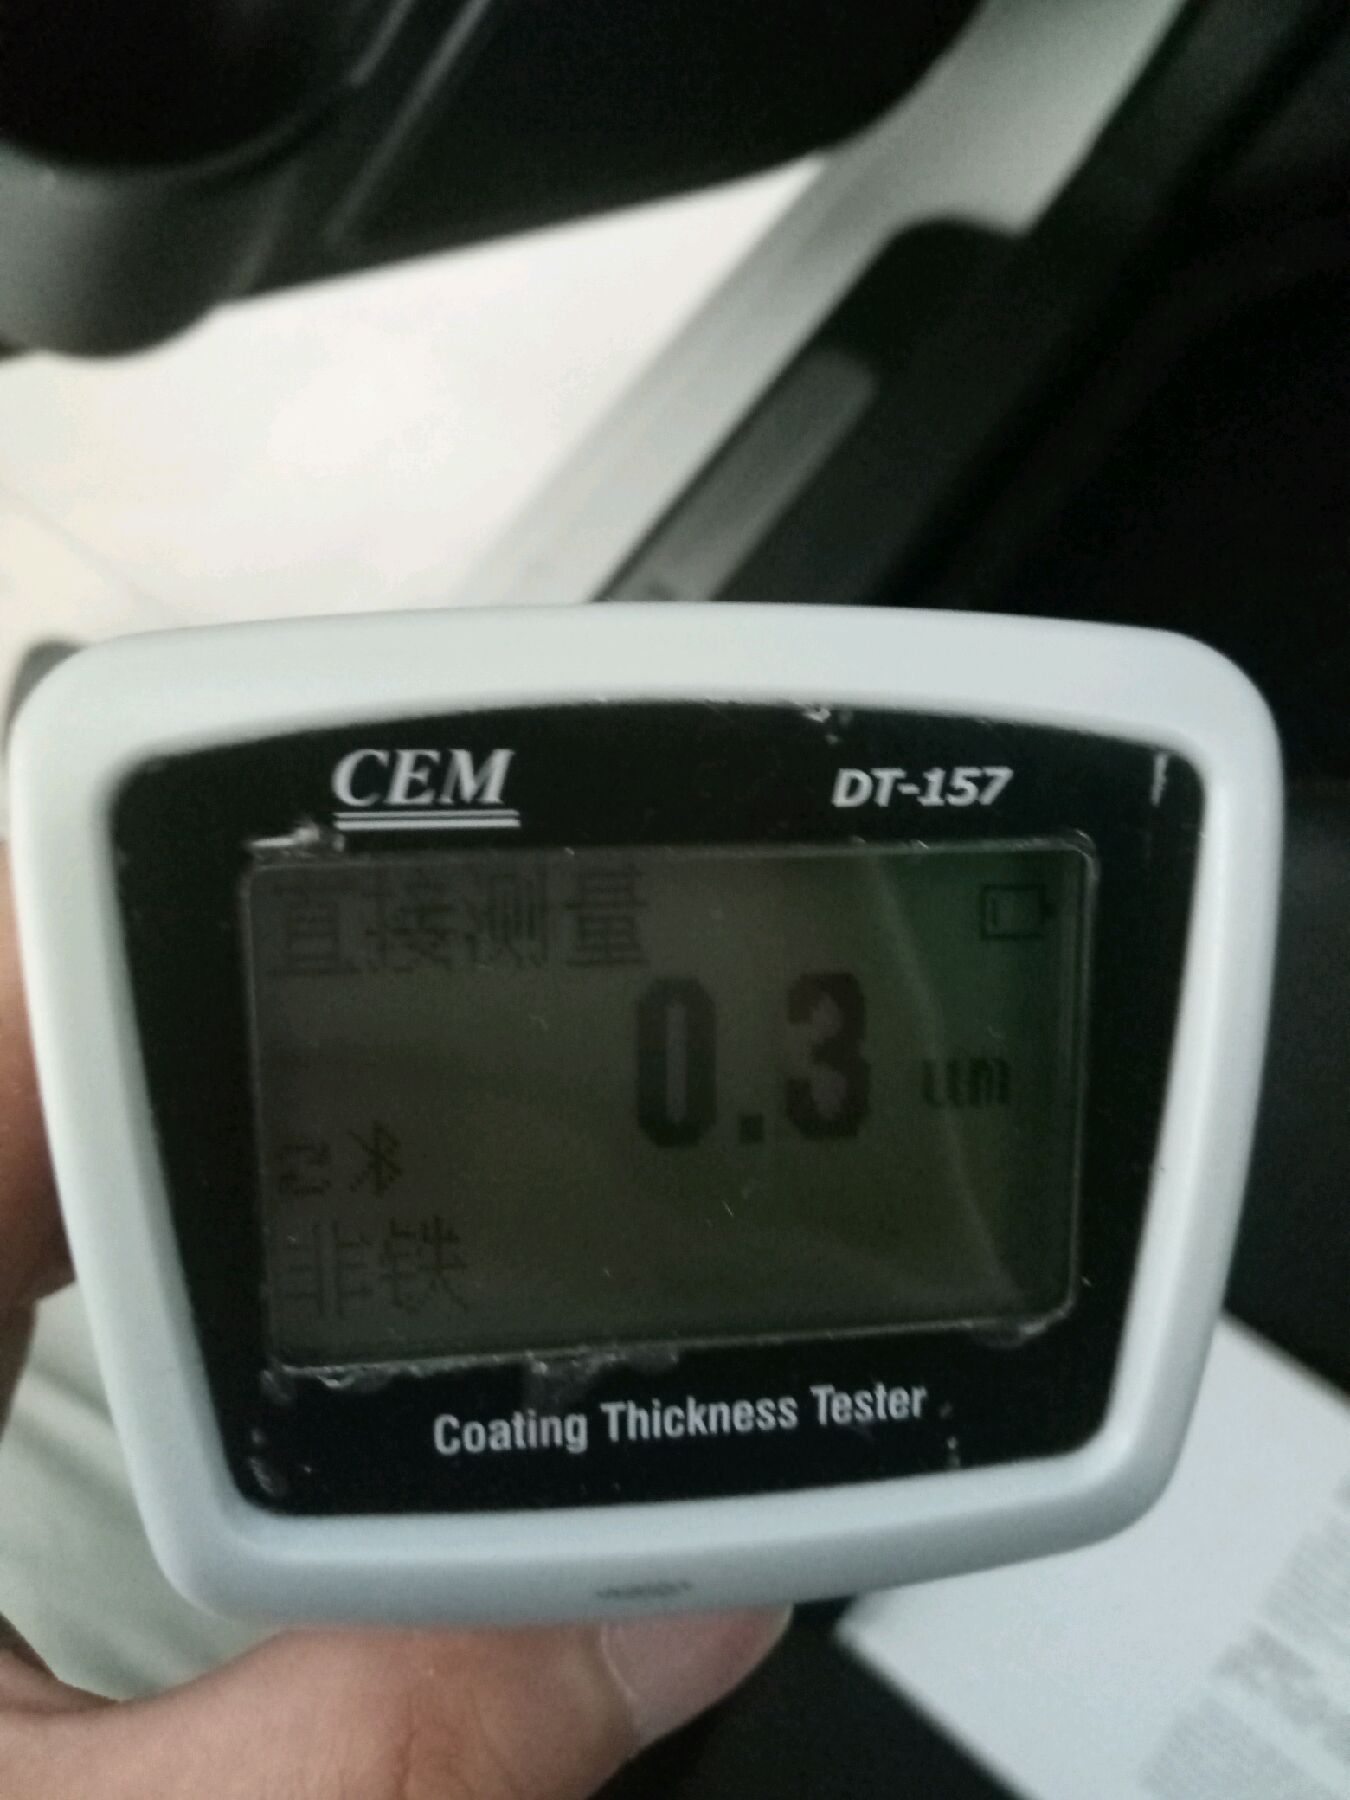 CEM
DT-157
直接测量
0.3 um
非铁
Coating Thickness Tester